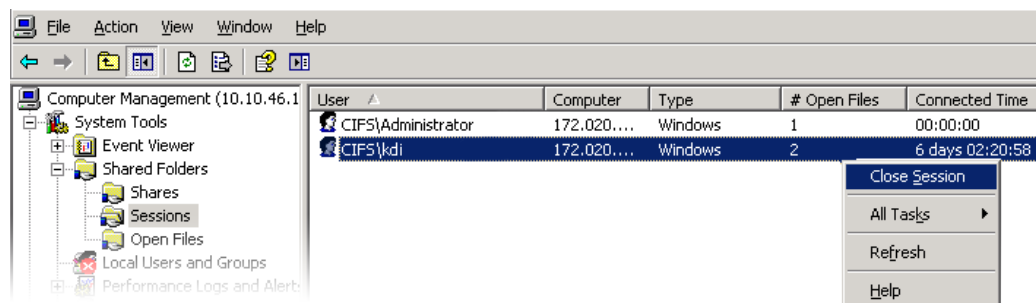 File Action View Window Help
Computer Management (10.10.46.1
System Tools
Event Viewer
Shared Folders
Shares
Sessions
Open Files
Local Users and Groups
Performance Logs and Alert
User Computer Type # Open Files Connected Time
CIFS\Administrator 172.020.... Windows 1 00:00:00
CIFS\kdi 172.020.... Windows 2 6 days 02:20:58
Close Session
All Tasks
Refresh
Help